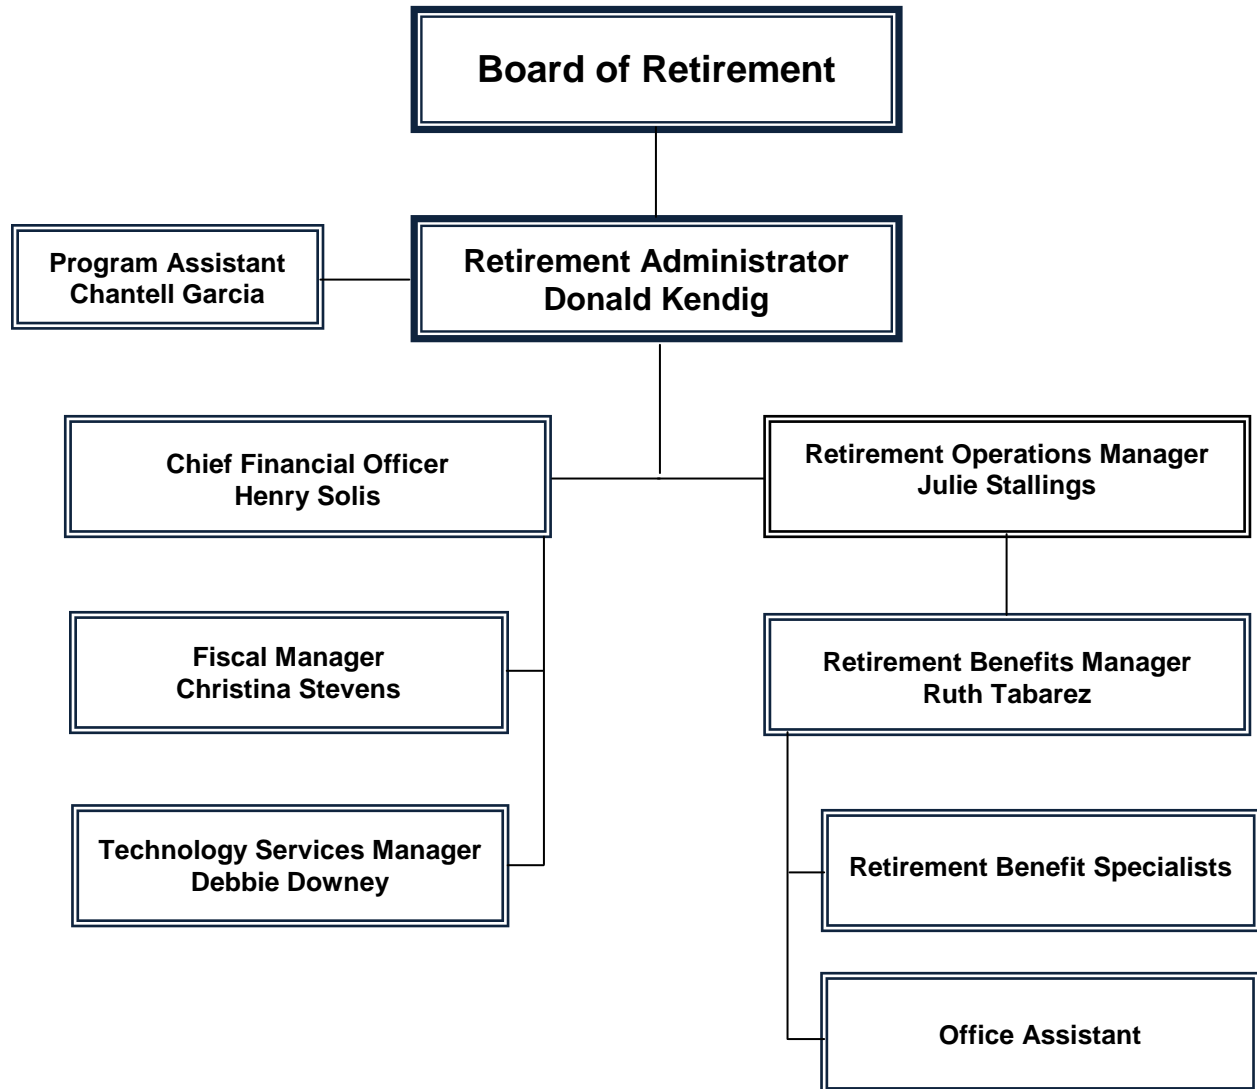 Board of Retirement
Program Assistant
Chantell Garcia
Retirement Administrator
Donald Kendig
Chief Financial Officer
Henry Solis
Retirement Operations Manager
Julie Stallings
Fiscal Manager
Christina Stevens
Retirement Benefits Manager
Ruth Tabarez
Technology Services Manager
Debbie Downey
Retirement Benefit Specialists
Office Assistant